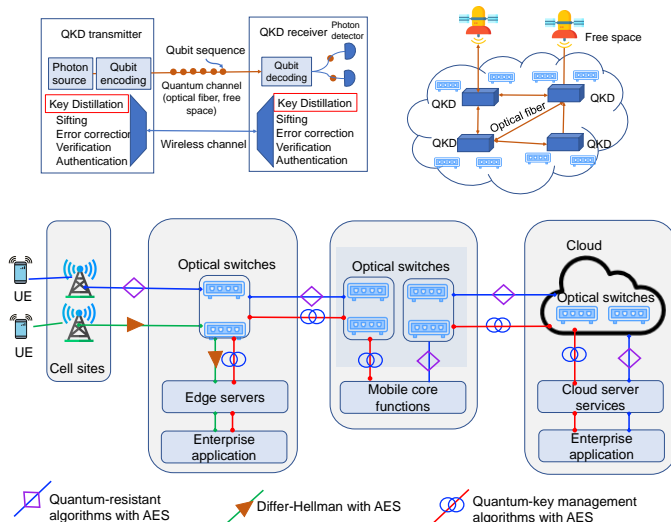 QKD transmitter
Photon source
Qubit encoding
Key Distillation
Sifting
Error correction
Verification
Authentication
Qubit sequence
Quantum channel
(optical fiber, free
space)
Wireless channel
QKD receiver
Photon
detector
Qubit
decoding
Key Distillation
Sifting
Error correction
Verification
Authentication
Free space
QKD
QKD
Optical fiber
QKD
QKD
UE
UE
Cell sites
Optical switches
Edge servers
Enterprise
application
Optical switches
Mobile core
functions
Cloud
Optical switches
Cloud server
services
Enterprise
application
Quantum-resistant
algorithms with AES
Differ-Hellman with AES
Quantum-key management
algorithms with AES